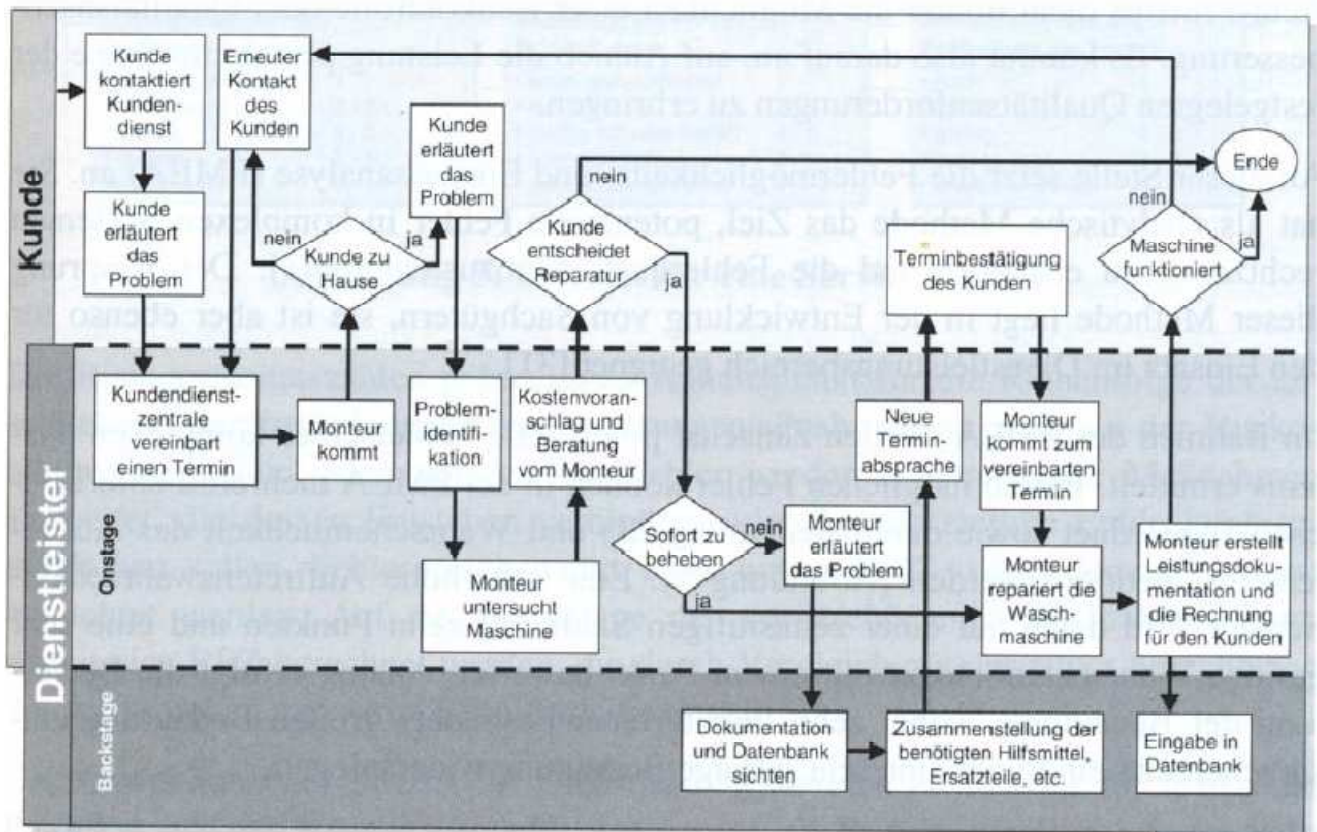 Kunde
Kunde
kontaktiert
Kunden-
dienst
Erneuter
Kontakt
des
Kunden
Kunde
erläutert
das
Problem
nein
Ende
Kunde
erläutert
das
Problem
nein
Kunde zu
Hause
ja
Kunde
entscheidet
Reparatur
ja
Terminbestätigung
des Kunden
nein
Maschine
funktioniert
ja
Dienstleister
Onstage
Kundendienst-
zentrale
vereinbart
einen Termin
Monteur
kommt
Problem-
identifi-
kation
Kostenvoran-
schlag und
Beratung
vom Monteur
Neue
Termin-
absprache
Monteur
kommt zum
vereinbarten
Termin
Monteur
untersucht
Maschine
Sofort zu
beheben
nein
ja
Monteur
erläutert
das Problem
Monteur
repariert die
Wasch-
maschine
Monteur erstellt
Leistungsdoku-
mentation und
die Rechnung
für den Kunden
Backstage
Dokumentation
und Datenbank
sichten
Zusammenstellung der
benötigten Hilfsmittel,
Ersatzteile, etc.
Eingabe in
Datenbank